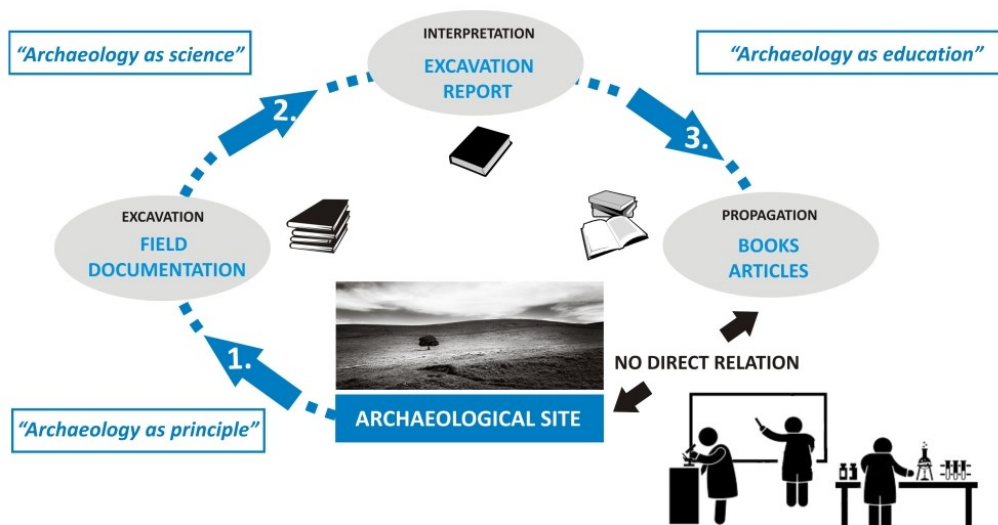 “Archaeology as science”
INTERPRETATION
EXCAVATION
REPORT
“Archaeology as education”
2.
3.
EXCAVATION
FIELD
DOCUMENTATION
PROPAGATION
BOOKS
ARTICLES
1.
NO DIRECT RELATION
ARCHAEOLOGICAL SITE
“Archaeology as principle”